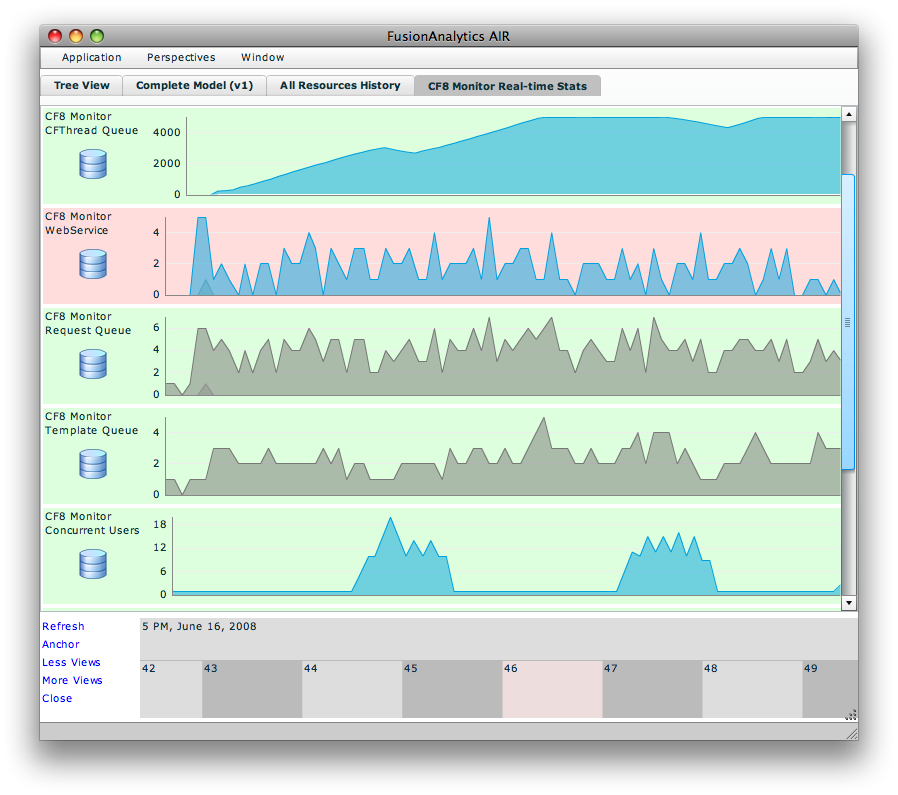 FusionAnalytics AIR
Application Perspectives Window
Tree View Complete Model (v1) All Resources History CF8 Monitor Real-time Stats
CF8 Monitor
CFThread Queue
4000
2000
0
CF8 Monitor
WebService
4
2
0
CF8 Monitor
Request Queue
6
4
2
0
CF8 Monitor
Template Queue
4
2
0
CF8 Monitor
Concurrent Users
18
12
6
0
Refresh
Anchor
Less Views
More Views
Close
5 PM, June 16, 2008
42 43 44 45 46 47 48 49